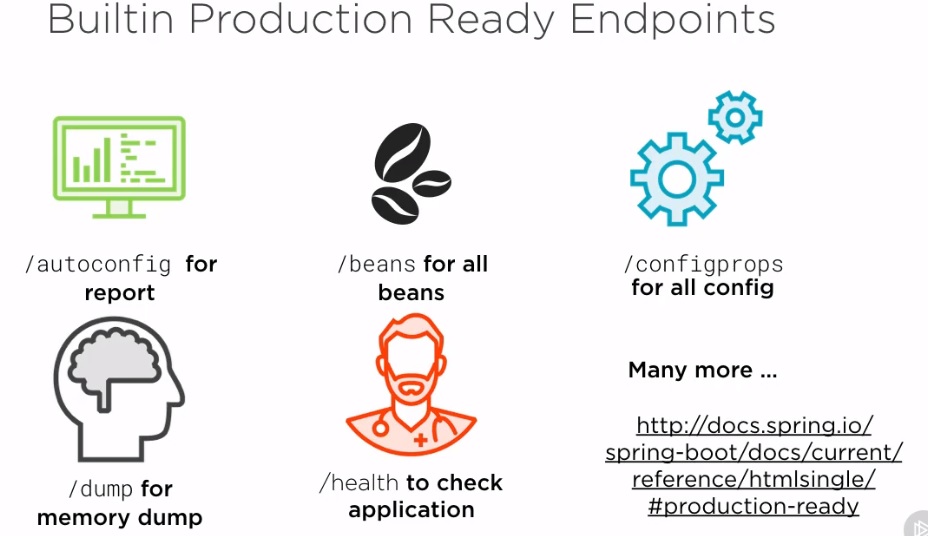 Builtin Production Ready Endpoints
/autoconfig for
report
/beans for all
beans
/configprops
for all config
/dump for
memory dump
/health to check
application
Many more ...
http://docs.spring.io/
spring-boot/docs/current/
reference/htmlsingle/
#production-ready